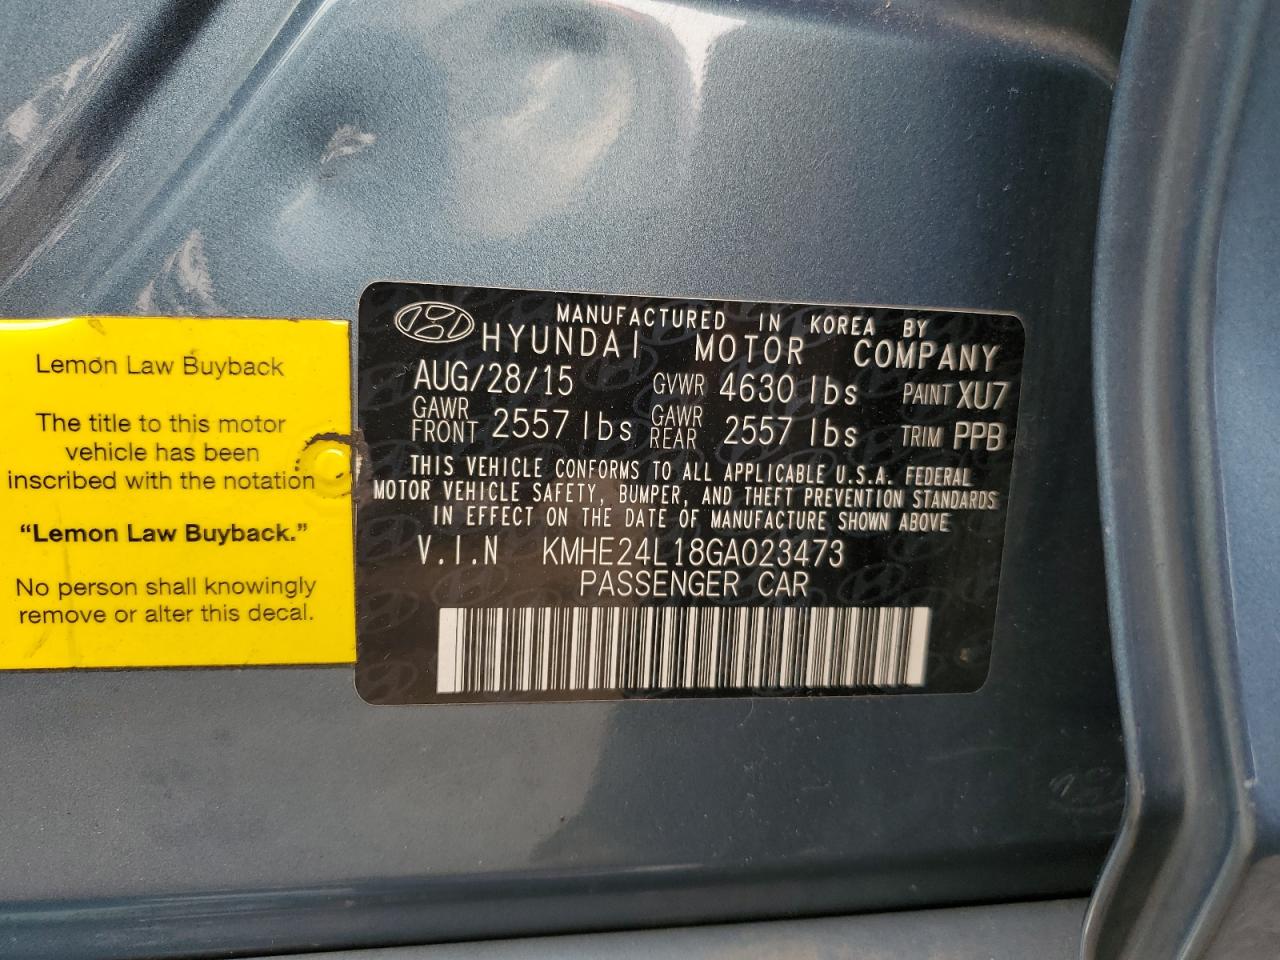 Lemon Law Buyback
The title to this motor
vehicle has been
inscribed with the notation
“Lemon Law Buyback.”
No person shall knowingly
remove or alter this decal.
MANUFACTURED IN KOREA BY
HYUNDAI MOTOR COMPANY
AUG/28/15 GVWR 4630 lbs PAINT XU7
GAWR FRONT 2557 lbs GAWR REAR 2557 lbs TRIM PPB
THIS VEHICLE CONFORMS TO ALL APPLICABLE U.S.A. FEDERAL
MOTOR VEHICLE SAFETY, BUMPER, AND THEFT PREVENTION STANDARDS
IN EFFECT ON THE DATE OF MANUFACTURE SHOWN ABOVE
V.I.N KMHE24L18GA023473
PASSENGER CAR